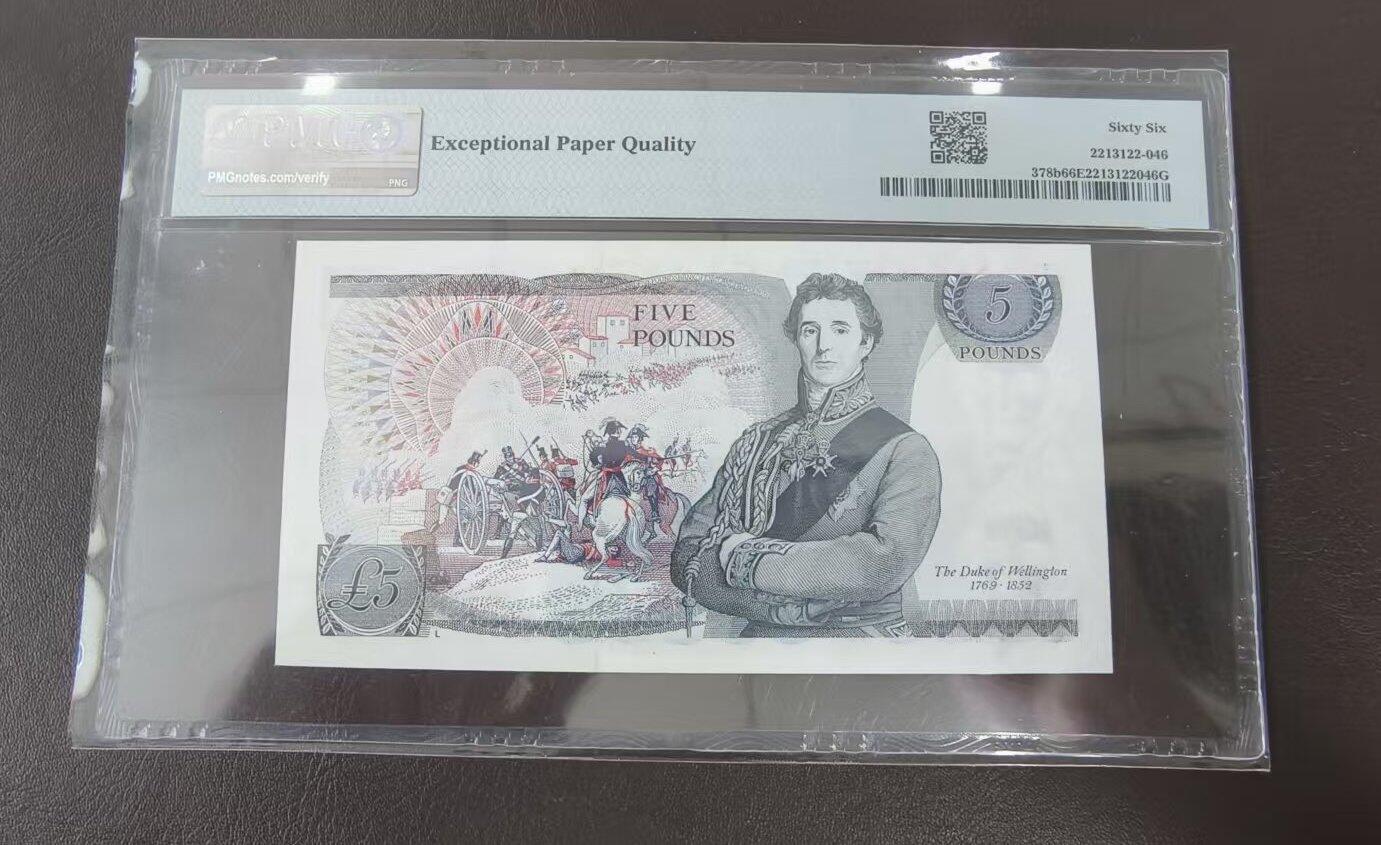 PMG
PMGnotes.com/verify
PNG
Exceptional Paper Quality
Sixty Six
2213122-046
378b66E2213122046G
FIVE
POUNDS
5
POUNDS
£5
L
The Duke of Wellington
1769 · 1852